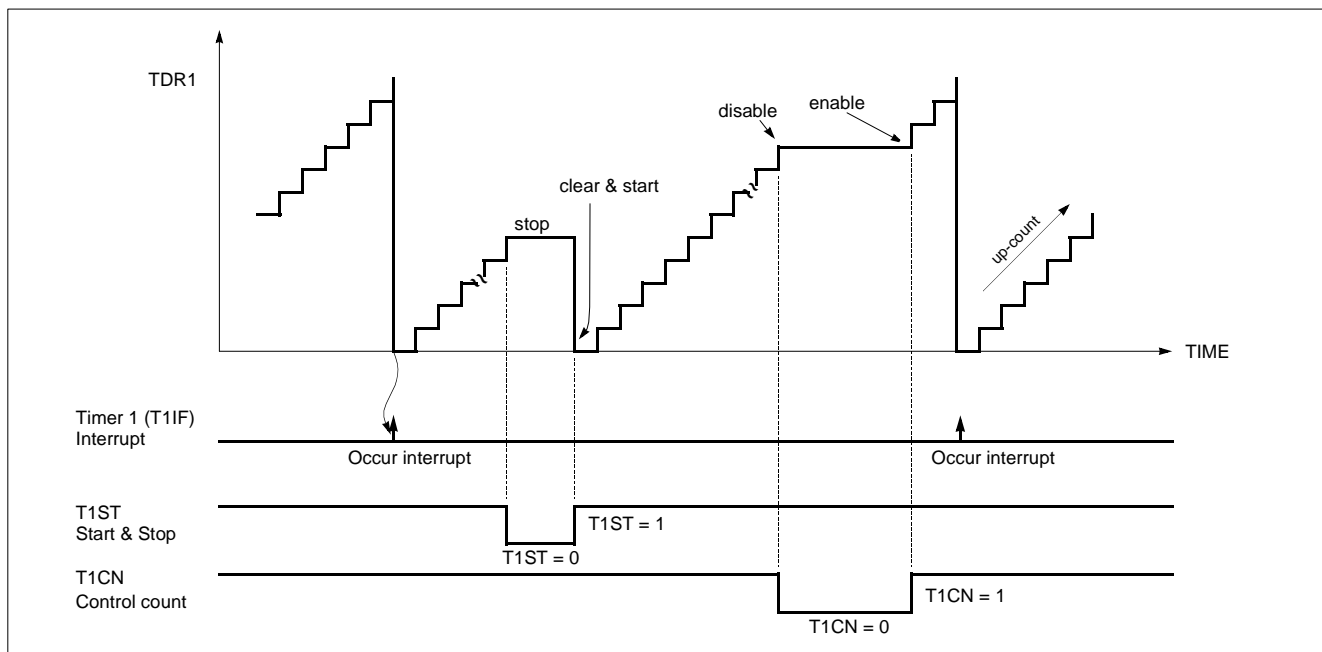 TDR1
disable
enable
clear & start
stop
up-count
TIME
Timer 1 (T1IF)
Interrupt
Occur interrupt
Occur interrupt
T1ST
Start & Stop
T1ST = 1
T1ST = 0
T1CN
Control count
T1CN = 1
T1CN = 0